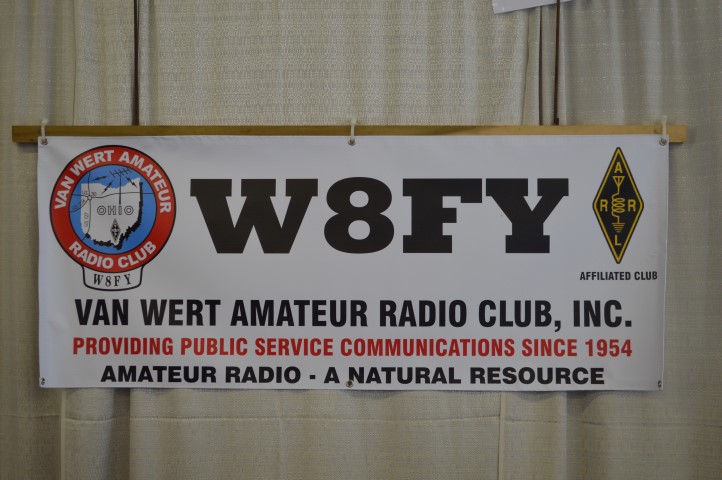 VAN WERT AMATEUR
OHIO
RADIO CLUB
W8FY
W8FY
A
R R
L
AFFILIATED CLUB
VAN WERT AMATEUR RADIO CLUB, INC.
PROVIDING PUBLIC SERVICE COMMUNICATIONS SINCE 1954
AMATEUR RADIO - A NATURAL RESOURCE